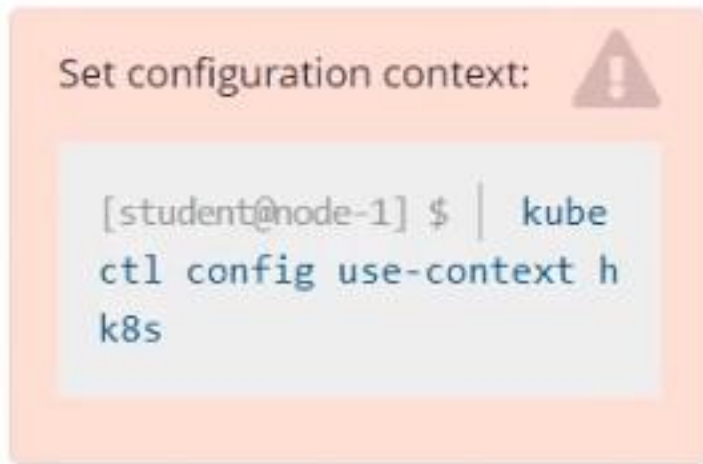 Set configuration context:
[student@node-1] $ | kube
ctl config use-context h
k8s